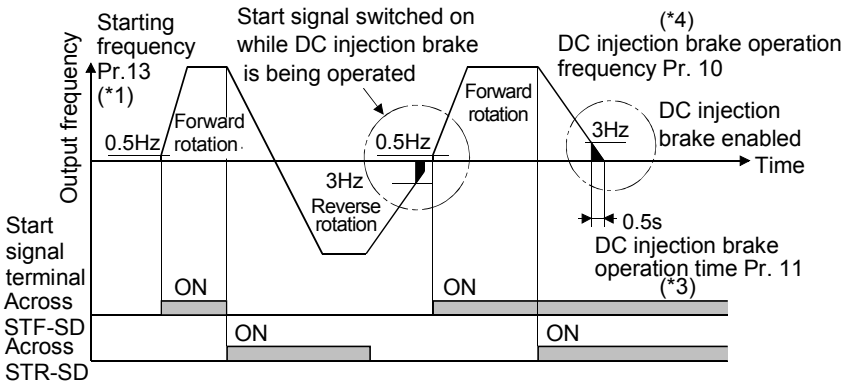 Starting
frequency
Pr.13
(*1)
Start signal switched on
while DC injection brake
is being operated
(*4)
DC injection brake operation
frequency Pr. 10
Output frequency
0.5Hz
Forward
rotation
3Hz
Reverse
rotation
0.5Hz
Forward
rotation
3Hz
DC injection
brake enabled
Time
0.5s
DC injection brake
operation time Pr. 11
(*3)
Start
signal
terminal
Across
STF-SD
ON
ON
Across
STR-SD
ON
ON